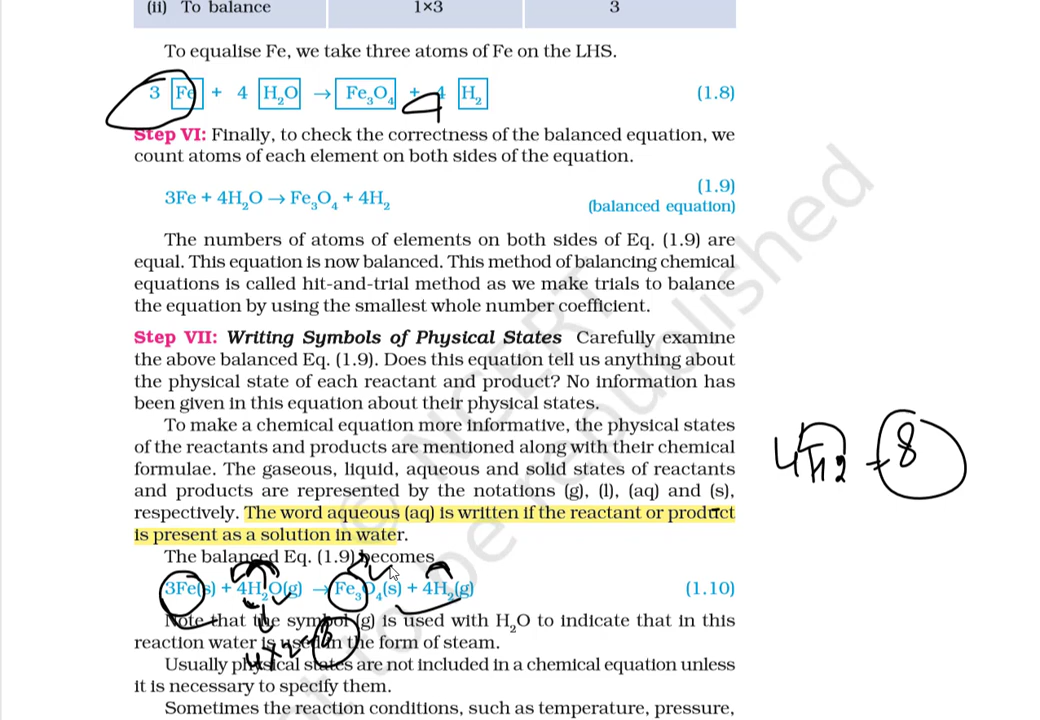 (ii) To balance 1×3 3
To equalise Fe, we take three atoms of Fe on the LHS.
3 Fe + 4 H₂O → Fe₃O₄ + 4 H₂ (1.8)
Step VI: Finally, to check the correctness of the balanced equation, we
count atoms of each element on both sides of the equation.
(1.9)
3Fe + 4H₂O → Fe₃O₄ + 4H₂ (balanced equation)
The numbers of atoms of elements on both sides of Eq. (1.9) are
equal. This equation is now balanced. This method of balancing chemical
equations is called hit-and-trial method as we make trials to balance
the equation by using the smallest whole number coefficient.
Step VII: Writing Symbols of Physical States Carefully examine
the above balanced Eq. (1.9). Does this equation tell us anything about
the physical state of each reactant and product? No information has
been given in this equation about their physical states.
To make a chemical equation more informative, the physical states
of the reactants and products are mentioned along with their chemical
formulae. The gaseous, liquid, aqueous and solid states of reactants
and products are represented by the notations (g), (l), (aq) and (s),
respectively. The word aqueous (aq) is written if the reactant or product
is present as a solution in water.
4H2 = 8
The balanced Eq. (1.9) becomes
3Fe(s) + 4H₂O(g) → Fe₃O₄(s) + 4H₂(g) (1.10)
Note that the symbol (g) is used with H₂O to indicate that in this
reaction water is used in the form of steam.
4×2=8
Usually physical states are not included in a chemical equation unless
it is necessary to specify them.
Sometimes the reaction conditions, such as temperature, pressure,
© NCERT
not to be republished